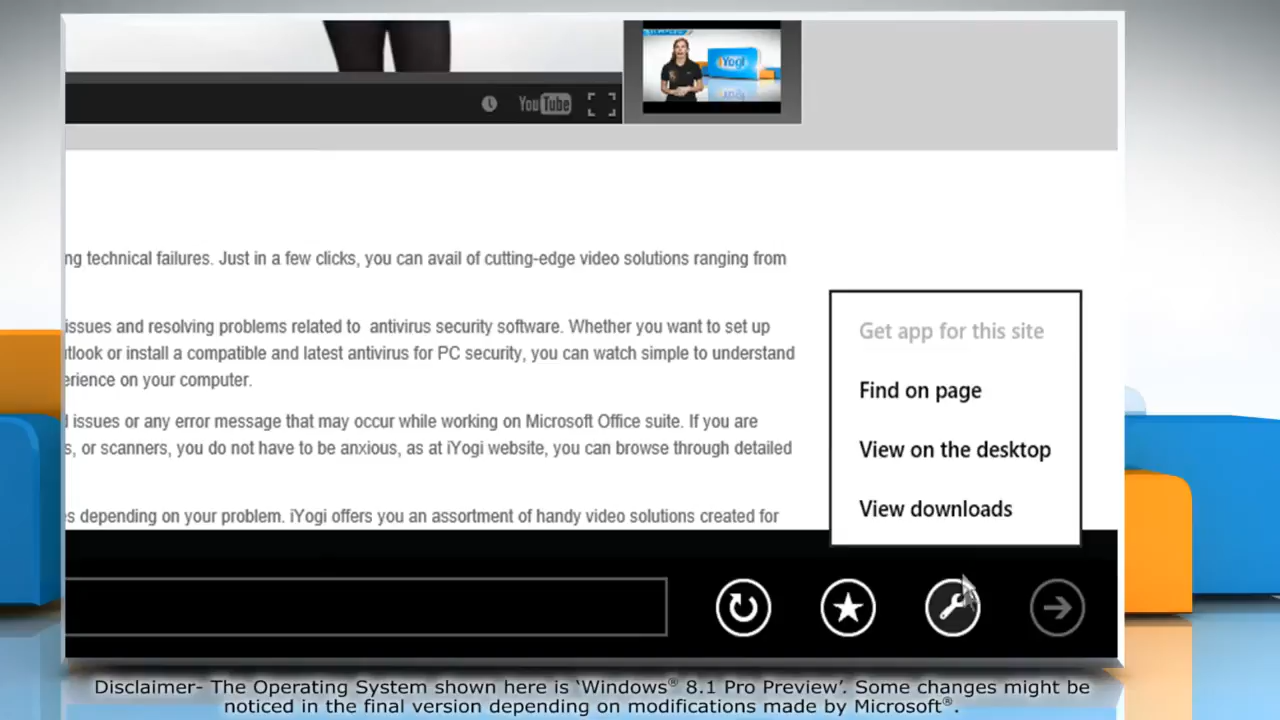 iYogi
YouTube
ng technical failures. Just in a few clicks, you can avail of cutting-edge video solutions ranging from
issues and resolving problems related to antivirus security software. Whether you want to set up
tlook or install a compatible and latest antivirus for PC security, you can watch simple to understand
erience on your computer.
issues or any error message that may occur while working on Microsoft Office suite. If you are
s, or scanners, you do not have to be anxious, as at iYogi website, you can browse through detailed
s depending on your problem. iYogi offers you an assortment of handy video solutions created for
Get app for this site
Find on page
View on the desktop
View downloads
Disclaimer- The Operating System shown here is ‘Windows® 8.1 Pro Preview’. Some changes might be
noticed in the final version depending on modifications made by Microsoft®.